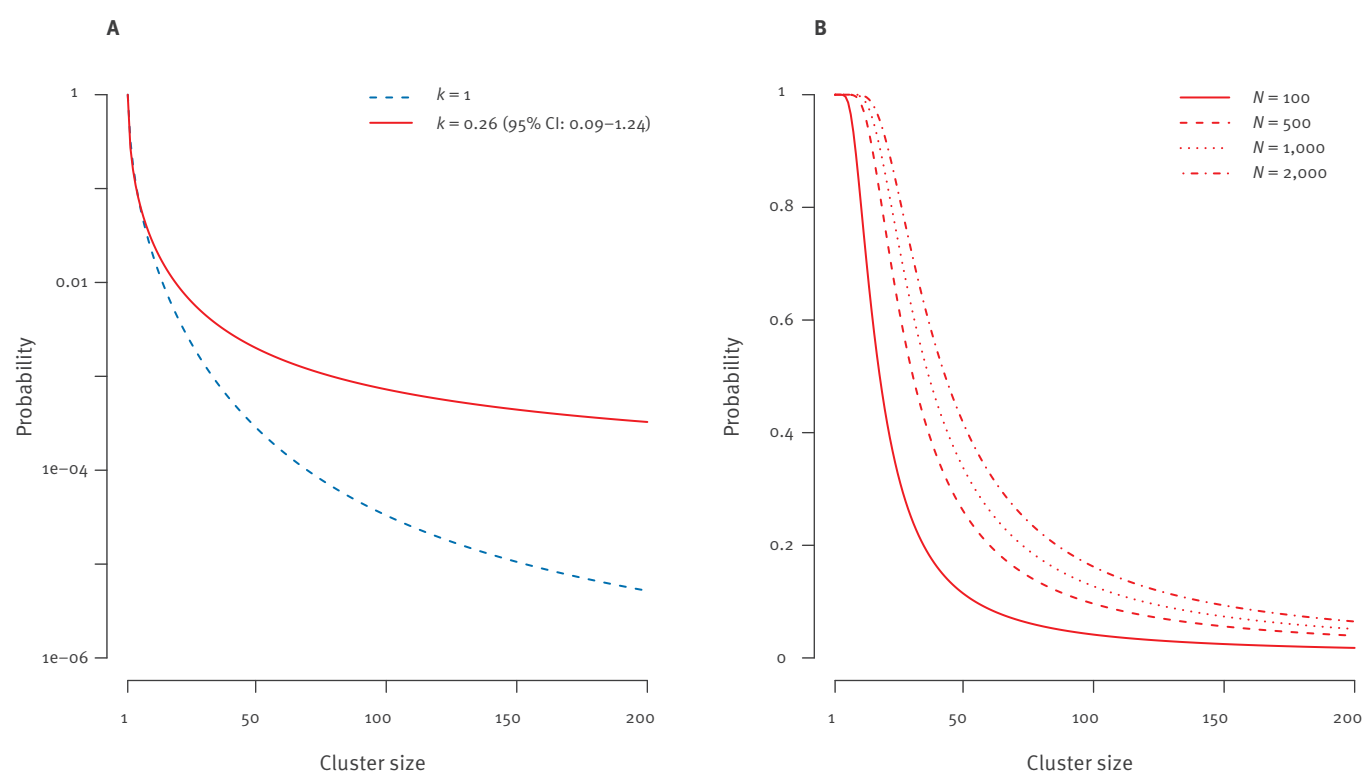 A
k = 1
k = 0.26 (95% CI: 0.09–1.24)
1
0.01
1e−04
1e−06
Probability
1
50
100
150
200
Cluster size
B
N = 100
N = 500
N = 1,000
N = 2,000
1
0.8
0.6
0.4
0.2
0
Probability
1
50
100
150
200
Cluster size